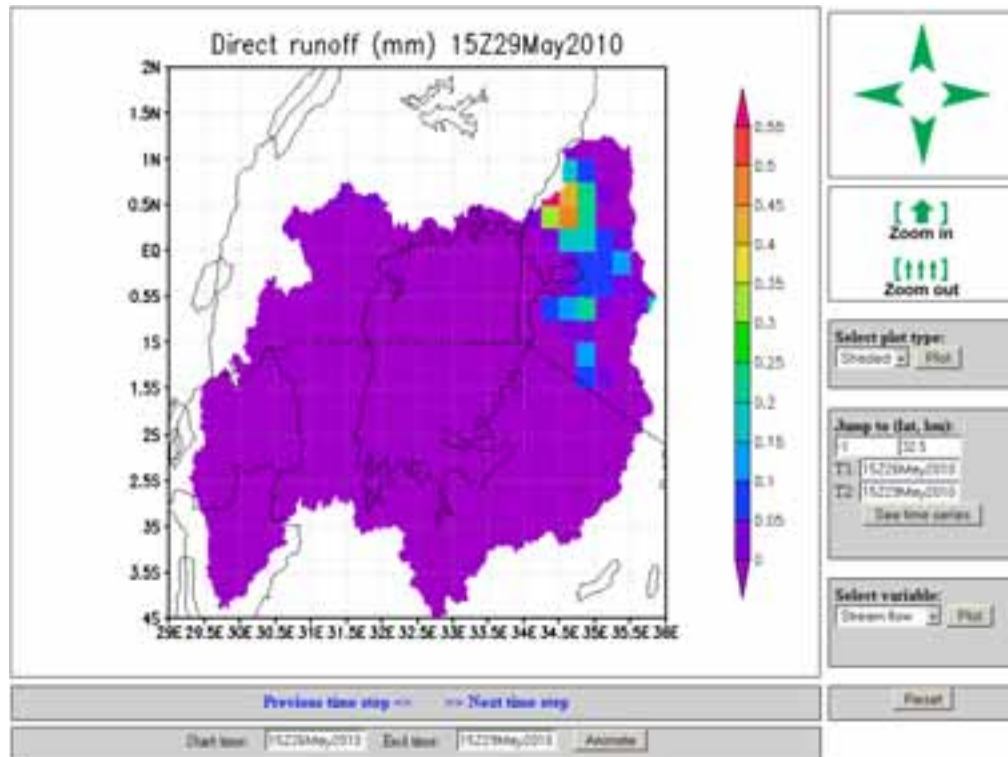 Direct runoff (mm) 15Z29May2010
2N
1.5N
1N
0.5N
EQ
0.5S
1S
1.5S
2S
2.5S
3S
3.5S
4S
29E 29.5E 30E 30.5E 31E 31.5E 32E 32.5E 33E 33.5E 34E 34.5E 35E 35.5E 36E
0.55
0.5
0.45
0.4
0.35
0.3
0.25
0.2
0.15
0.1
0.05
0
Zoom in
Zoom out
Select plot type:
Shaded Plot
Jump to (lat, lon):
-1 32.5
T1: 15Z28May2010
T2: 15Z29May2010
See time series
Select variable:
Stream flow Plot
Reset
Previous time step << >> Next time step
Start time: 15Z28May2010 End time: 15Z29May2010 Animate